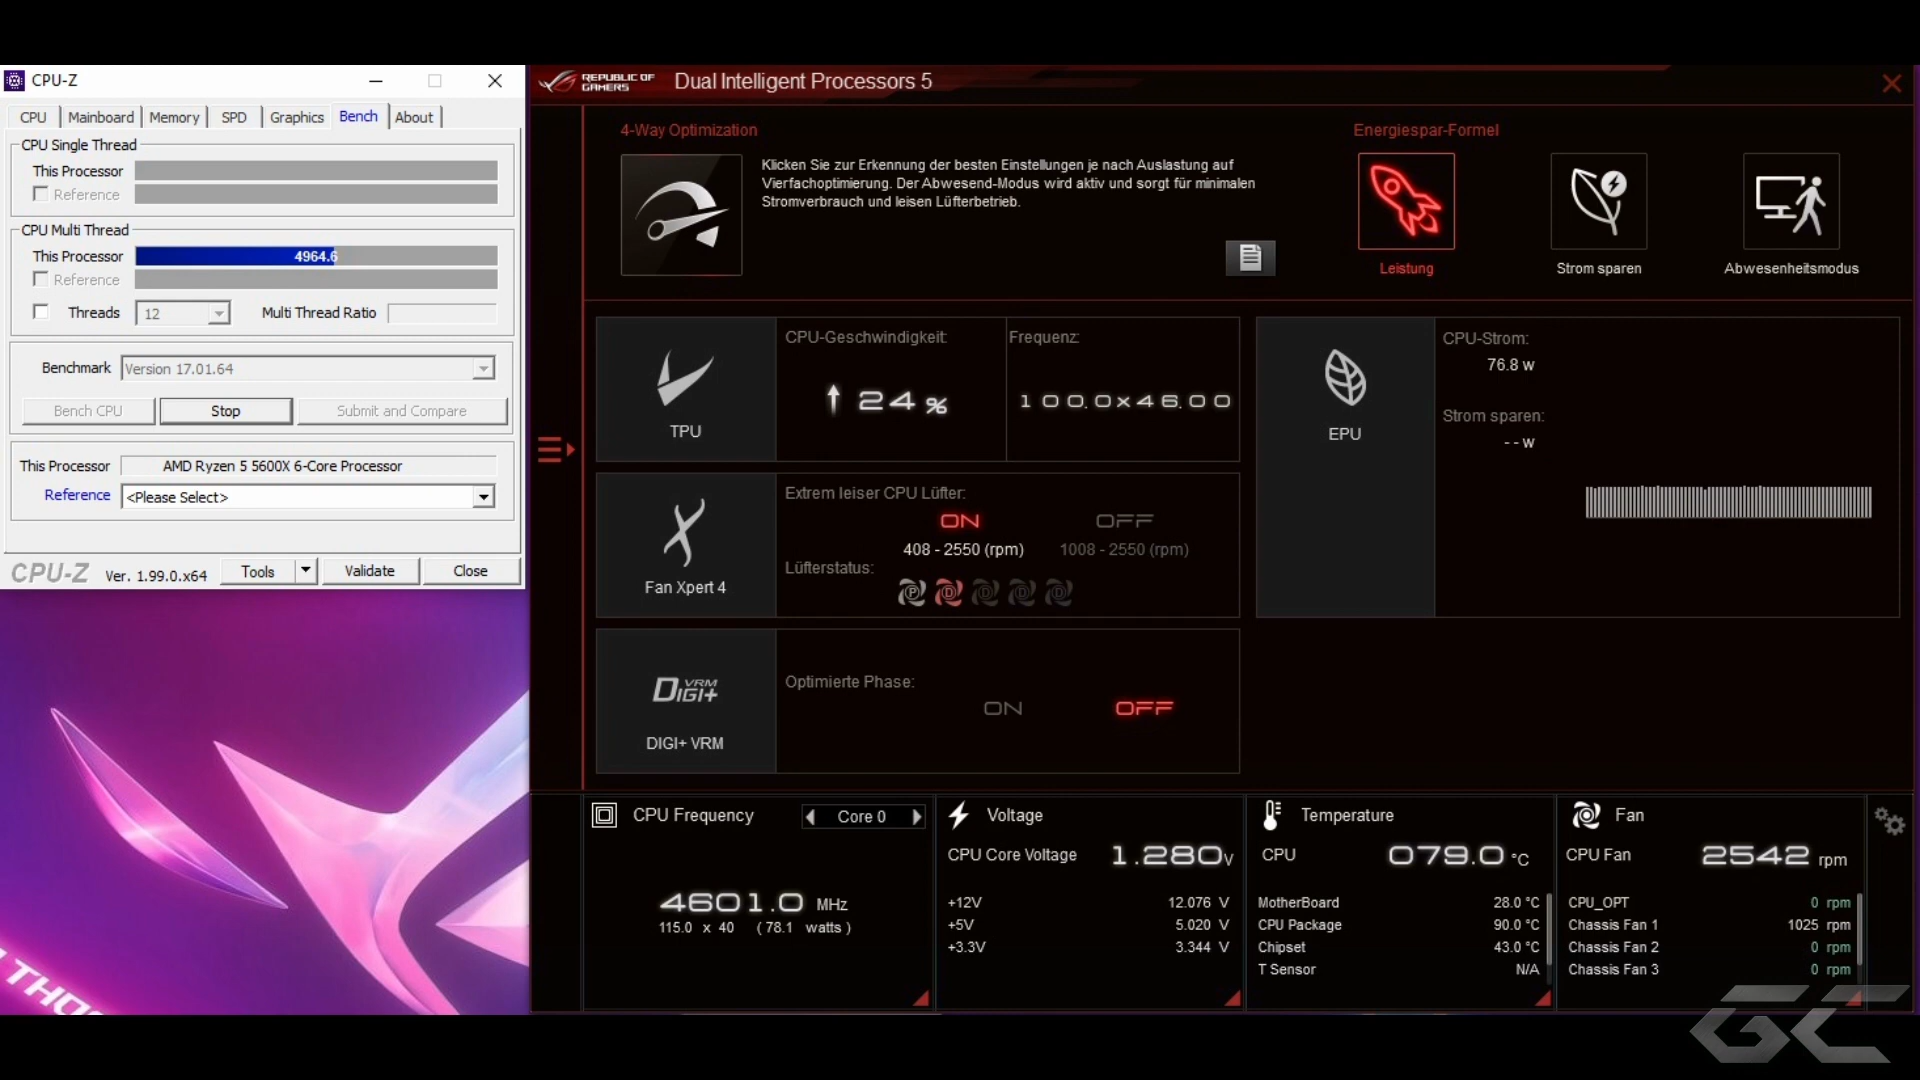 CPU-Z
CPU Mainboard Memory SPD Graphics Bench About
CPU Single Thread
This Processor
Reference
CPU Multi Thread
This Processor 4964.6
Reference
Threads 12 Multi Thread Ratio
Benchmark Version 17.01.64
Bench CPU Stop Submit and Compare
This Processor AMD Ryzen 5 5600X 6-Core Processor
Reference <Please Select>
CPU-Z Ver. 1.99.0.x64 Tools Validate Close
REPUBLIC OF
GAMERS
Dual Intelligent Processors 5
4-Way Optimization
Klicken Sie zur Erkennung der besten Einstellungen je nach Auslastung auf
Vierfachoptimierung. Der Abwesend-Modus wird aktiv und sorgt für minimalen
Stromverbrauch und leisen Lüfterbetrieb.
Energiespar-Formel
Leistung Strom sparen Abwesenheitsmodus
TPU
CPU-Geschwindigkeit:
24 %
Frequenz:
100.0x46.00
EPU
CPU-Strom:
76.8 w
Strom sparen:
--w
Fan Xpert 4
Extrem leiser CPU Lüfter:
ON OFF
408 - 2550 (rpm) 1008 - 2550 (rpm)
Lüfterstatus:
P D D D D
DIGI+ VRM
DIGI+ VRM
Optimierte Phase:
ON OFF
CPU Frequency Core 0
4601.0 MHz
115.0 x 40 ( 78.1 watts )
Voltage
CPU Core Voltage 1.280 V
+12V 12.076 V
+5V 5.020 V
+3.3V 3.344 V
Temperature
CPU 079.0 °C
MotherBoard 28.0 °C
CPU Package 90.0 °C
Chipset 43.0 °C
T Sensor N/A
Fan
CPU Fan 2542 rpm
CPU_OPT 0 rpm
Chassis Fan 1 1025 rpm
Chassis Fan 2 0 rpm
Chassis Fan 3 0 rpm
GC